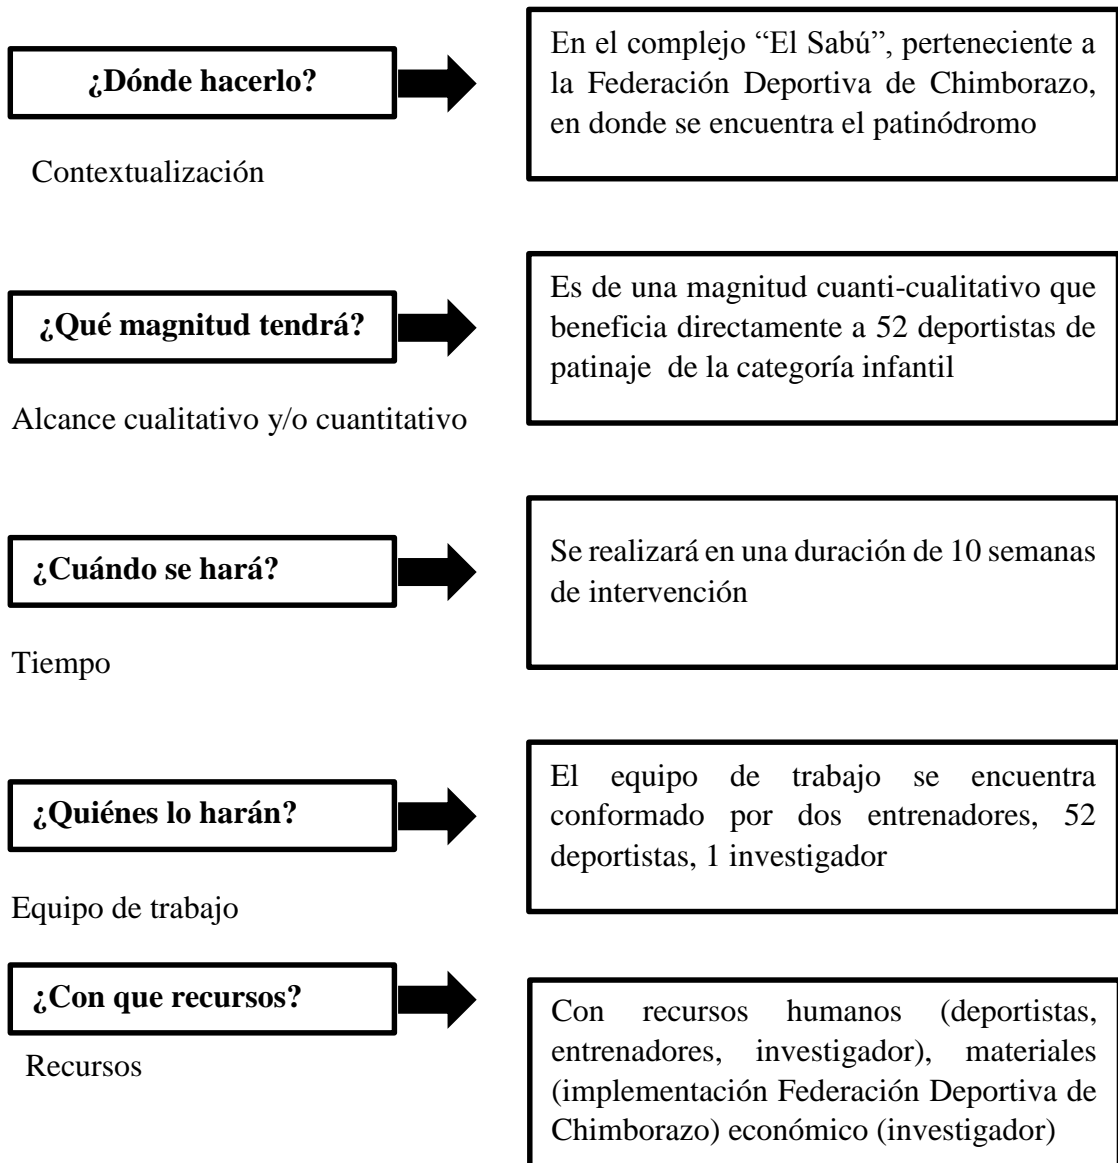 ¿Dónde hacerlo?
Contextualización
En el complejo “El Sabú”, perteneciente a
la Federación Deportiva de Chimborazo,
en donde se encuentra el patinódromo
¿Qué magnitud tendrá?
Alcance cualitativo y/o cuantitativo
Es de una magnitud cuanti-cualitativo que
beneficia directamente a 52 deportistas de
patinaje de la categoría infantil
¿Cuándo se hará?
Tiempo
Se realizará en una duración de 10 semanas
de intervención
¿Quiénes lo harán?
Equipo de trabajo
El equipo de trabajo se encuentra
conformado por dos entrenadores, 52
deportistas, 1 investigador
¿Con que recursos?
Recursos
Con recursos humanos (deportistas,
entrenadores, investigador), materiales
(implementación Federación Deportiva de
Chimborazo) económico (investigador)